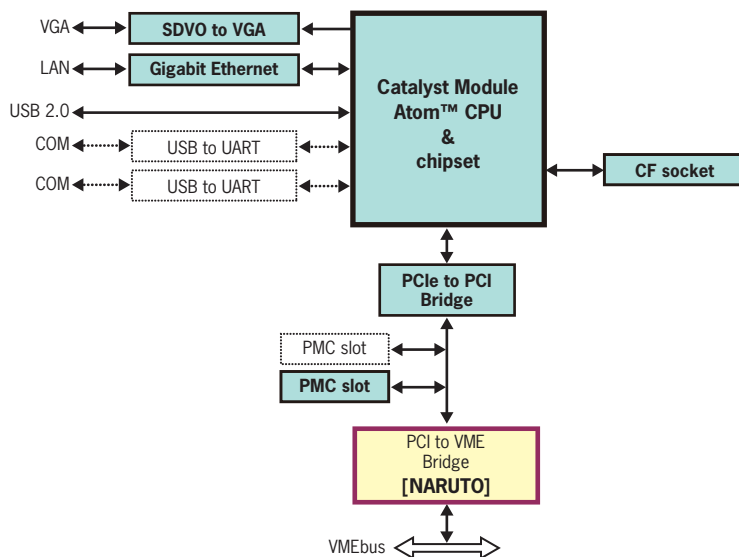 VGA
SDVO to VGA
LAN
Gigabit Ethernet
USB 2.0
COM
USB to UART
COM
USB to UART
Catalyst Module
Atom™ CPU
&
chipset
CF socket
PCIe to PCI
Bridge
PMC slot
PMC slot
PCI to VME
Bridge
[NARUTO]
VMEbus